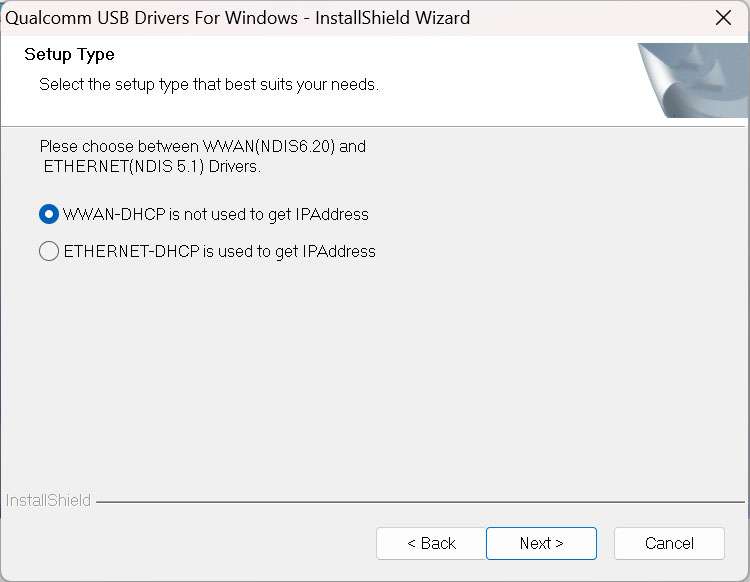 Qualcomm USB Drivers For Windows - InstallShield Wizard
Setup Type
Select the setup type that best suits your needs.
Plese choose between WWAN(NDIS6.20) and
ETHERNET(NDIS 5.1) Drivers.
WWAN-DHCP is not used to get IPAddress
ETHERNET-DHCP is used to get IPAddress
InstallShield
< Back
Next >
Cancel